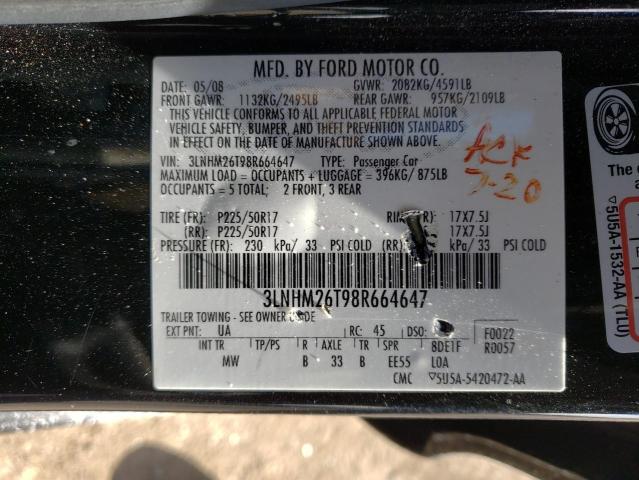 MFD. BY FORD MOTOR CO.
05/08 GVWR: 2082KG/4591LB
FRONT GAWR: 1132KG/2495LB REAR GAWR: 957KG/2109LB
THIS VEHICLE CONFORMS TO ALL APPLICABLE FEDERAL MOTOR
VEHICLE SAFETY, BUMPER, AND THEFT PREVENTION STANDARDS
IN EFFECT ON THE DATE OF MANUFACTURE SHOWN ABOVE.
VIN: 3LNHM26T98R664647 TYPE: Passenger Car
MAXIMUM LOAD = OCCUPANTS + LUGGAGE = 396KG/ 875LB
OCCUPANTS = 5 TOTAL; 2 FRONT, 3 REAR
ACK
7-20
TIRE (FR): P225/50R17 17X7.5J
(RR): P225/50R17 17X7.5J
PRESSURE (FR): 230 kPa/ 33 PSI COLD kPa/33 PSI COLD
3LNHM26T98R664647
TRAILER TOWING - SEE OWNER GUIDE
EXT PNT: UA RC: 45 DSO: F0022
INT TR TP/PS R AXLE TR SPR 8DE1F R0057
MW B 33 B EE55 LOA
CMC ▽5U5A-5420472-AA
The
▽5U5A-1532-AA (TL0)